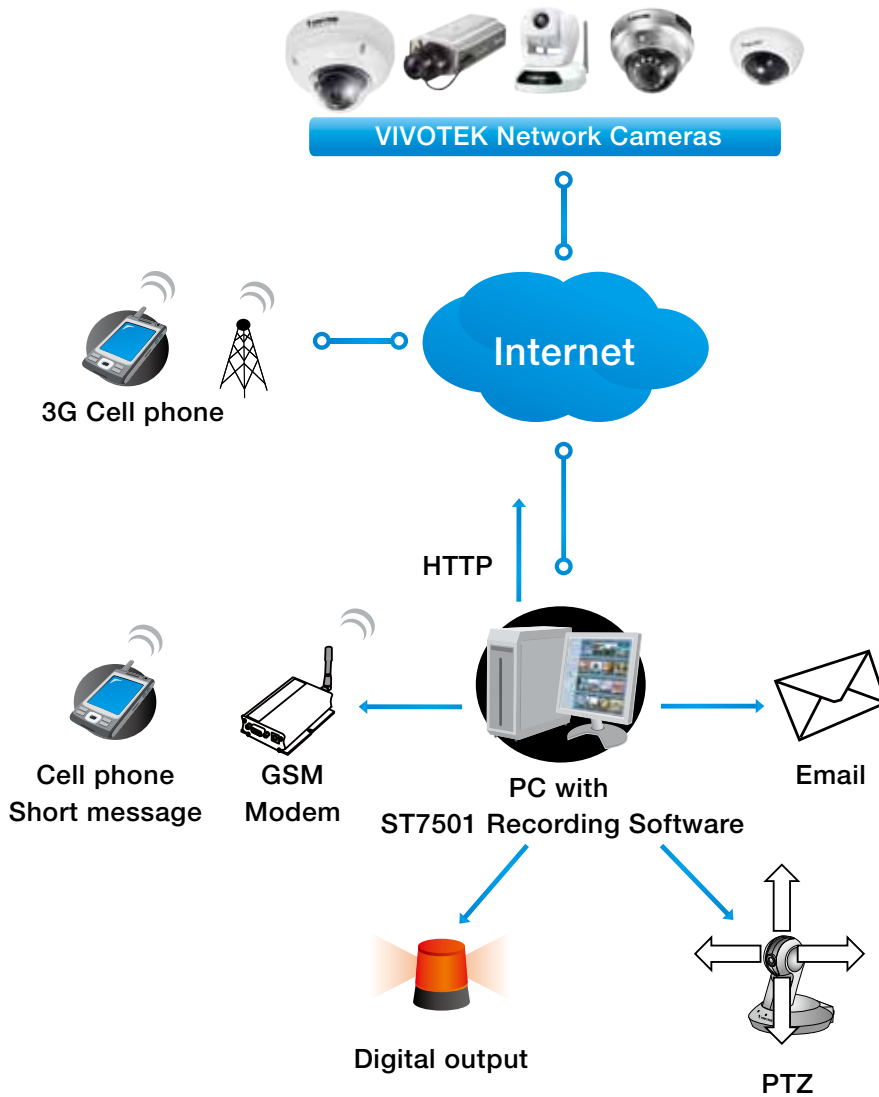 VIVOTEK Network Cameras
Internet
3G Cell phone
HTTP
Cell phone
Short message
GSM
Modem
PC with
ST7501 Recording Software
Email
Digital output
PTZ